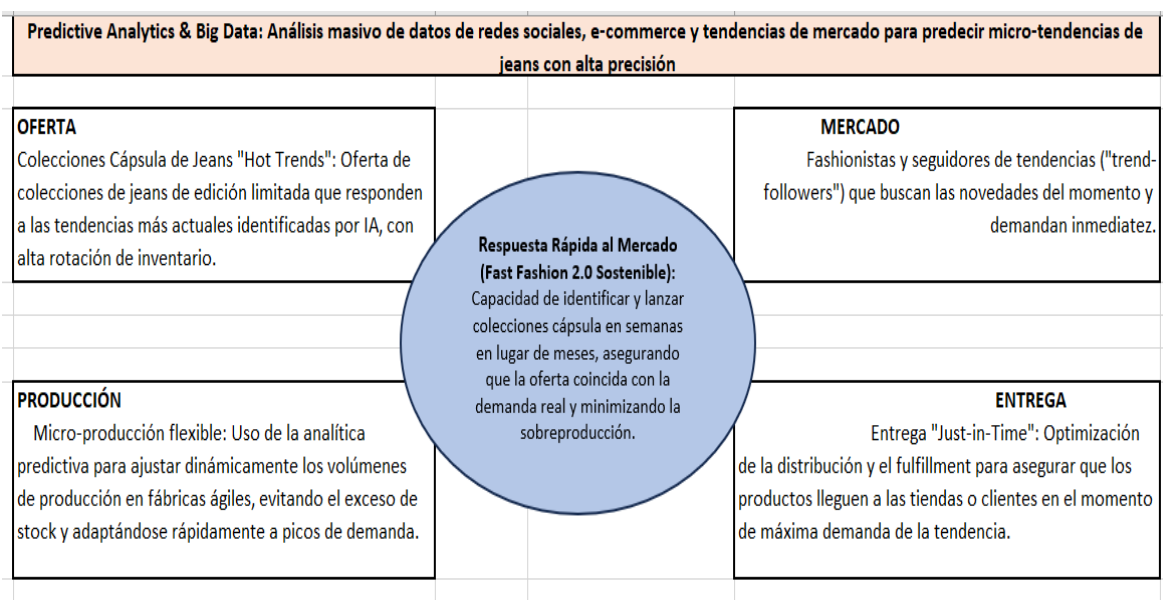 Predictive Analytics & Big Data: Análisis masivo de datos de redes sociales, e-commerce y tendencias de mercado para predecir micro-tendencias de
jeans con alta precisión
OFERTA
Colecciones Cápsula de Jeans "Hot Trends": Oferta de
colecciones de jeans de edición limitada que responden
a las tendencias más actuales identificadas por IA, con
alta rotación de inventario.
MERCADO
Fashionistas y seguidores de tendencias ("trend-
followers") que buscan las novedades del momento y
demandan inmediatez.
Respuesta Rápida al Mercado
(Fast Fashion 2.0 Sostenible):
Capacidad de identificar y lanzar
colecciones cápsula en semanas
en lugar de meses, asegurando
que la oferta coincida con la
demanda real y minimizando la
sobreproducción.
PRODUCCIÓN
Micro-producción flexible: Uso de la analítica
predictiva para ajustar dinámicamente los volúmenes
de producción en fábricas ágiles, evitando el exceso de
stock y adaptándose rápidamente a picos de demanda.
ENTREGA
Entrega "Just-in-Time": Optimización
de la distribución y el fulfillment para asegurar que los
productos lleguen a las tiendas o clientes en el momento
de máxima demanda de la tendencia.